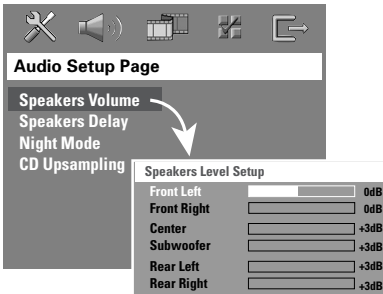 Audio Setup Page
Speakers Volume
Speakers Delay
Night Mode
CD Upsampling
Speakers Level Setup
Front Left 0dB
Front Right 0dB
Center +3dB
Subwoofer +3dB
Rear Left +3dB
Rear Right +3dB